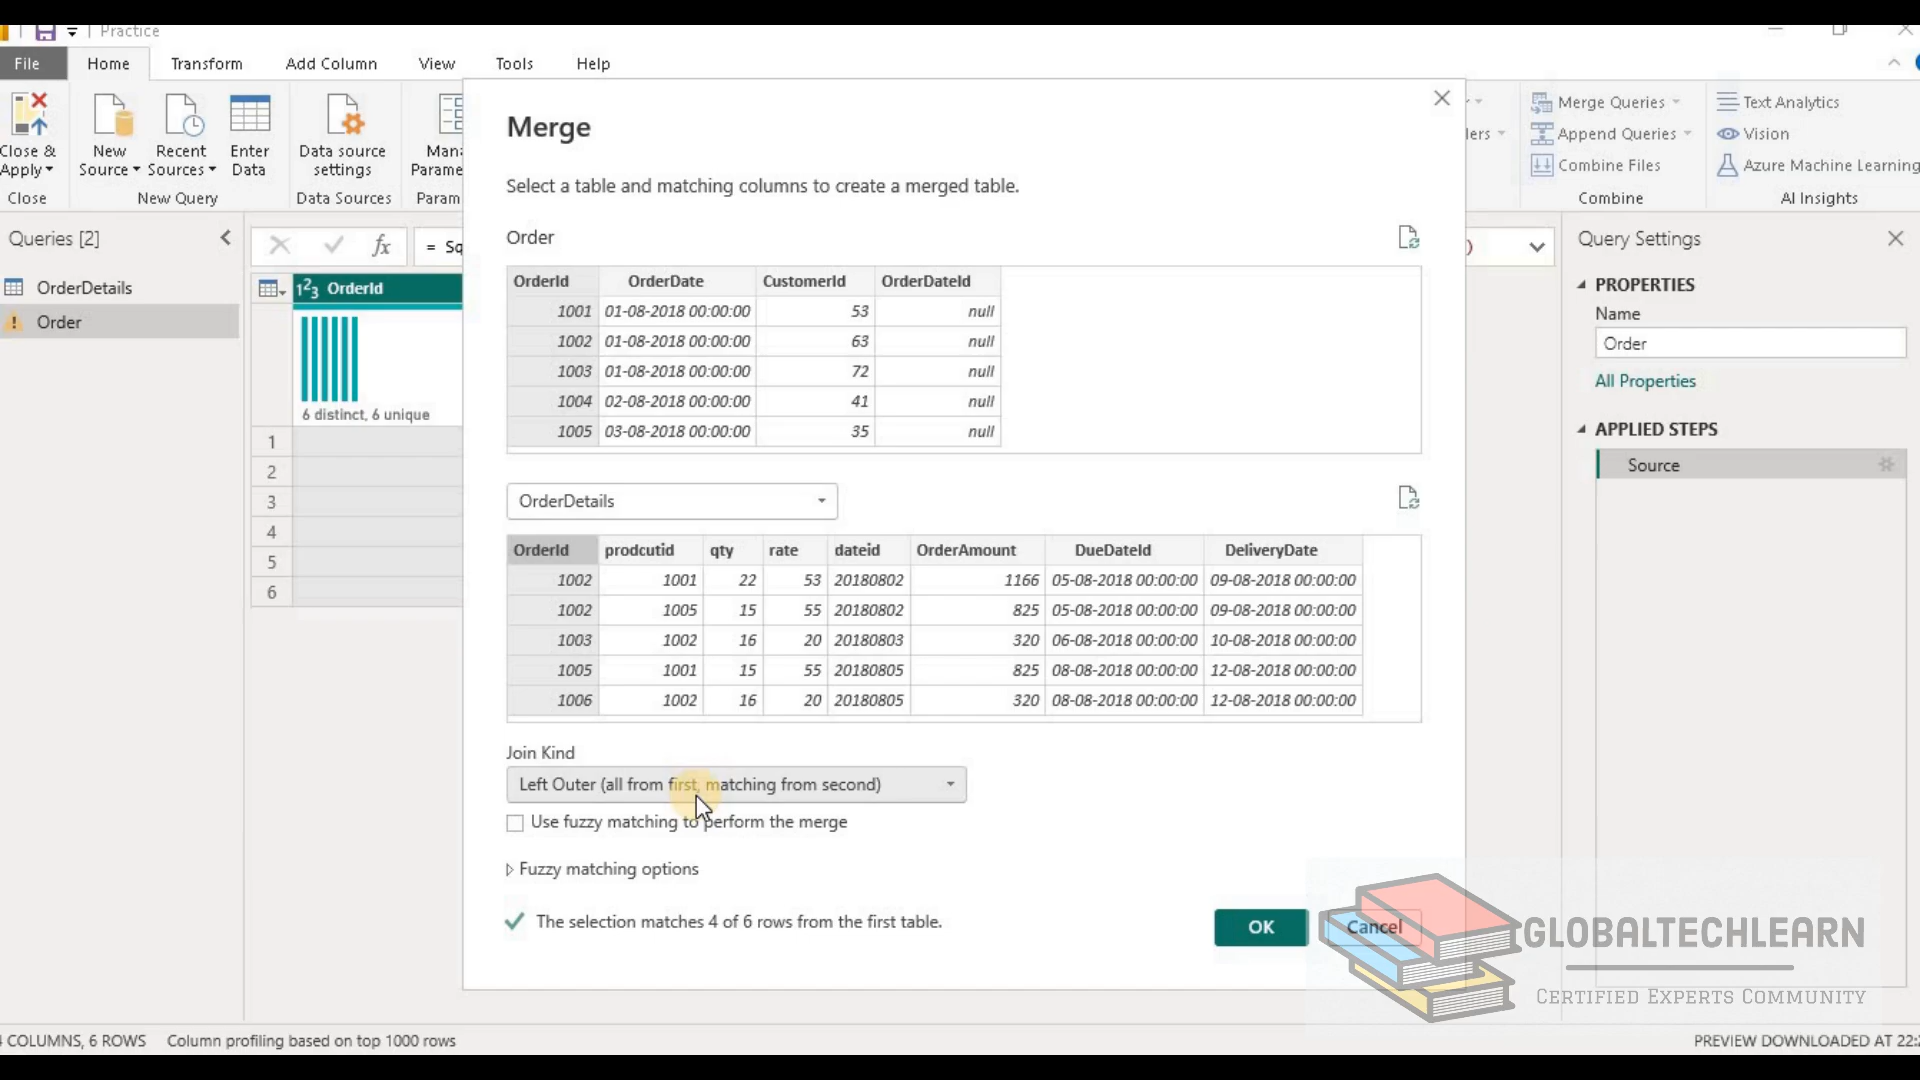 Practice
File Home Transform Add Column View Tools Help
Close & Apply
New Source
Recent Sources
Enter Data
Data source settings
Close
New Query
Data Sources
Merge Queries
Append Queries
Combine Files
Combine
Text Analytics
Vision
Azure Machine Learning
AI Insights
Queries [2]
OrderDetails
Order
fx
= Sq
)
1²3 OrderId
6 distinct, 6 unique
1
2
3
4
5
6
Merge
Select a table and matching columns to create a merged table.
Order
OrderId OrderDate CustomerId OrderDateId
1001 01-08-2018 00:00:00 53 null
1002 01-08-2018 00:00:00 63 null
1003 01-08-2018 00:00:00 72 null
1004 02-08-2018 00:00:00 41 null
1005 03-08-2018 00:00:00 35 null
OrderDetails
OrderId prodcutid qty rate dateid OrderAmount DueDateId DeliveryDate
1002 1001 22 53 20180802 1166 05-08-2018 00:00:00 09-08-2018 00:00:00
1002 1005 15 55 20180802 825 05-08-2018 00:00:00 09-08-2018 00:00:00
1003 1002 16 20 20180803 320 06-08-2018 00:00:00 10-08-2018 00:00:00
1005 1001 15 55 20180805 825 08-08-2018 00:00:00 12-08-2018 00:00:00
1006 1002 16 20 20180805 320 08-08-2018 00:00:00 12-08-2018 00:00:00
Join Kind
Left Outer (all from first, matching from second)
Use fuzzy matching to perform the merge
Fuzzy matching options
The selection matches 4 of 6 rows from the first table.
OK
Cancel
Query Settings
PROPERTIES
Name
Order
All Properties
APPLIED STEPS
Source
GLOBALTECHLEARN
CERTIFIED EXPERTS COMMUNITY
COLUMNS, 6 ROWS Column profiling based on top 1000 rows
PREVIEW DOWNLOADED AT 22: